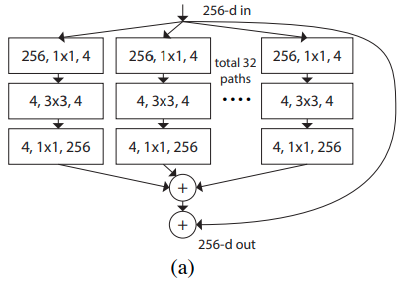 256-d in
256, 1x1, 4
256, 1x1, 4
total 32
paths
256, 1x1, 4
4, 3x3, 4
4, 3x3, 4
....
4, 3x3, 4
4, 1x1, 256
4, 1x1, 256
4, 1x1, 256
+
+
256-d out
(a)